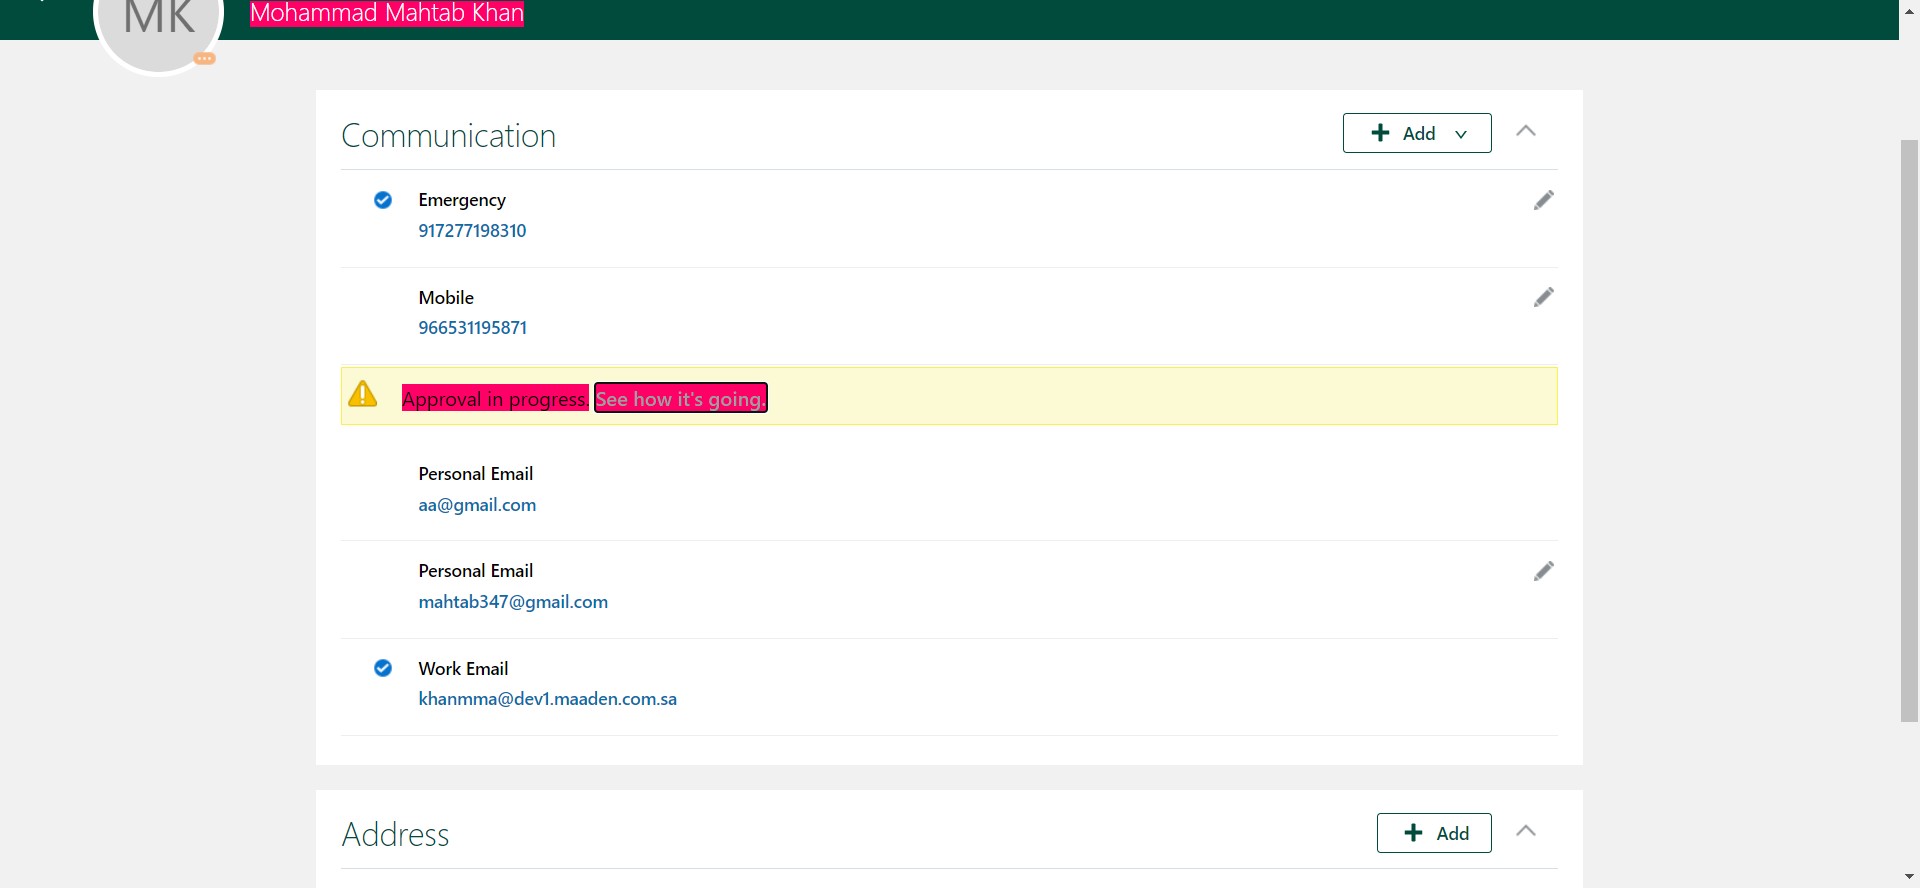 MK
Mohammad Mahtab Khan
Communication
Add
Emergency
917277198310
Mobile
966531195871
Approval in progress. See how it's going.
Personal Email
aa@gmail.com
Personal Email
mahtab347@gmail.com
Work Email
khanmma@dev1.maaden.com.sa
Address
Add